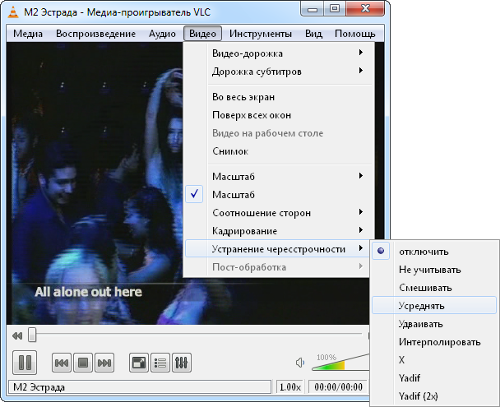 М2 Эстрада - Медиа-проигрыватель VLC
Медиа Воспроизведение Аудио Видео Инструменты Вид Помощь
Видео-дорожка
Дорожка субтитров
Во весь экран
Поверх всех окон
Видео на рабочем столе
Снимок
Масштаб
Масштаб
Соотношение сторон
Кадрирование
Устранение чересстрочности
Пост-обработка
отключить
Не учитывать
Смешивать
Усреднять
Удваивать
Интерполировать
X
Yadif
Yadif (2x)
All alone out here
100%
М2 Эстрада 1.00x 00:00/00:00